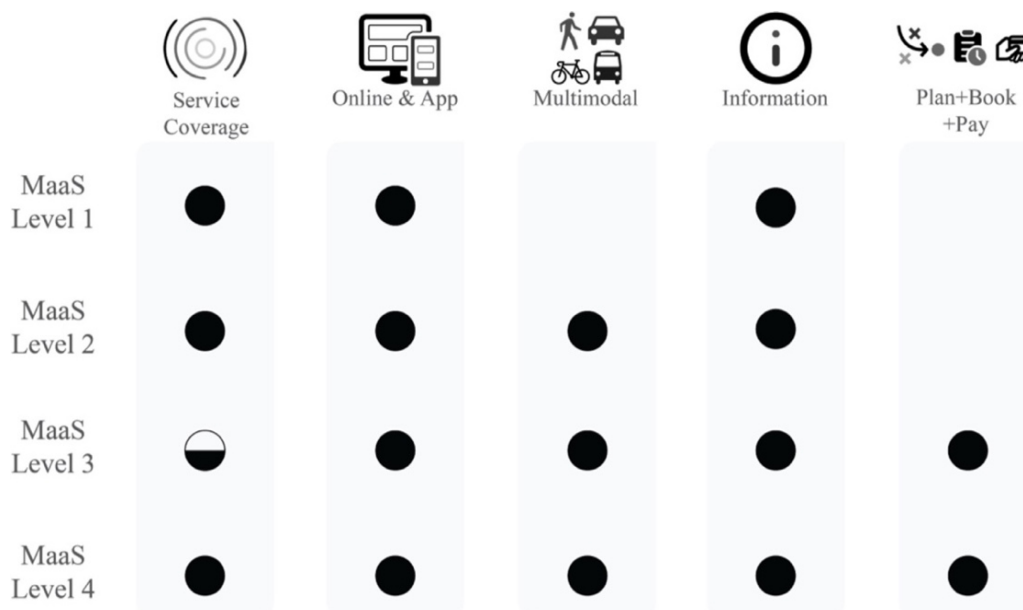 Service
Coverage
Online & App
Multimodal
Information
Plan+Book
+Pay
MaaS
Level 1
MaaS
Level 2
MaaS
Level 3
MaaS
Level 4